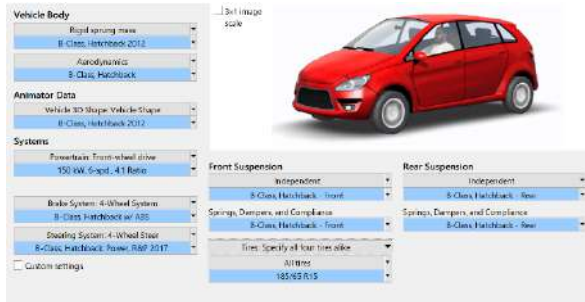 Vehicle Body
Rigid sprung mass
B-Class, Hatchback 2012
Aerodynamics
B-Class, Hatchback
Animator Data
Vehicle 3D Shape: Vehicle Shape
B-Class, Hatchback 2012
Systems
Powertrain: Front-wheel drive
150 kW, 6-spd., 4.1 Ratio
Brake System: 4-Wheel System
B-Class, Hatchback w/ ABS
Steering System: 4-Wheel Steer
B-Class, Hatchback: Power, R&P 2017
Custom settings
3x1 image
scale
Front Suspension
Independent
B-Class, Hatchback - Front
Springs, Dampers, and Compliance
B-Class, Hatchback - Front
Tires: Specify all four tires alike
All tires
185/65 R15
Rear Suspension
Independent
B-Class, Hatchback - Rear
Springs, Dampers, and Compliance
B-Class, Hatchback - Rear